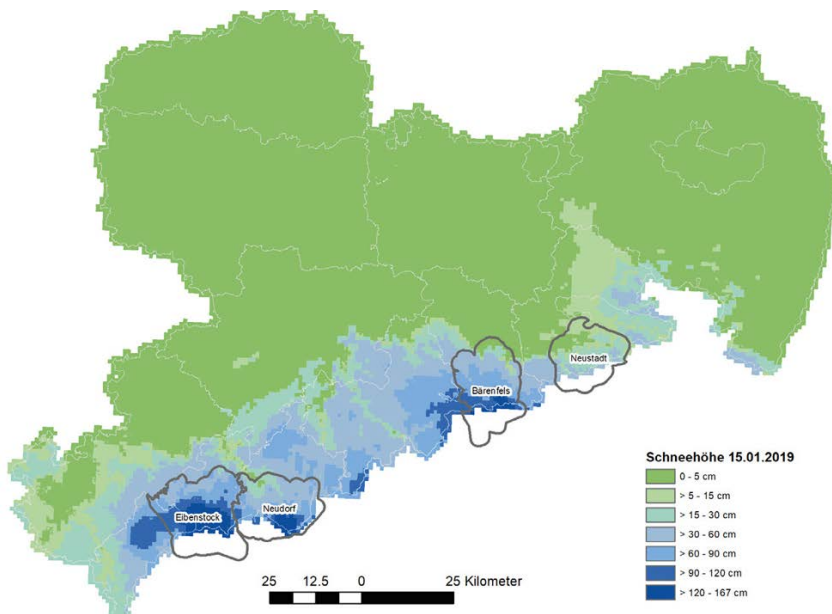 Neustadt
Bärenfels
Eibenstock
Neudorf
Schneehöhe 15.01.2019
0 - 5 cm
> 5 - 15 cm
> 15 - 30 cm
> 30 - 60 cm
> 60 - 90 cm
> 90 - 120 cm
> 120 - 167 cm
25 12.5 0 25 Kilometer